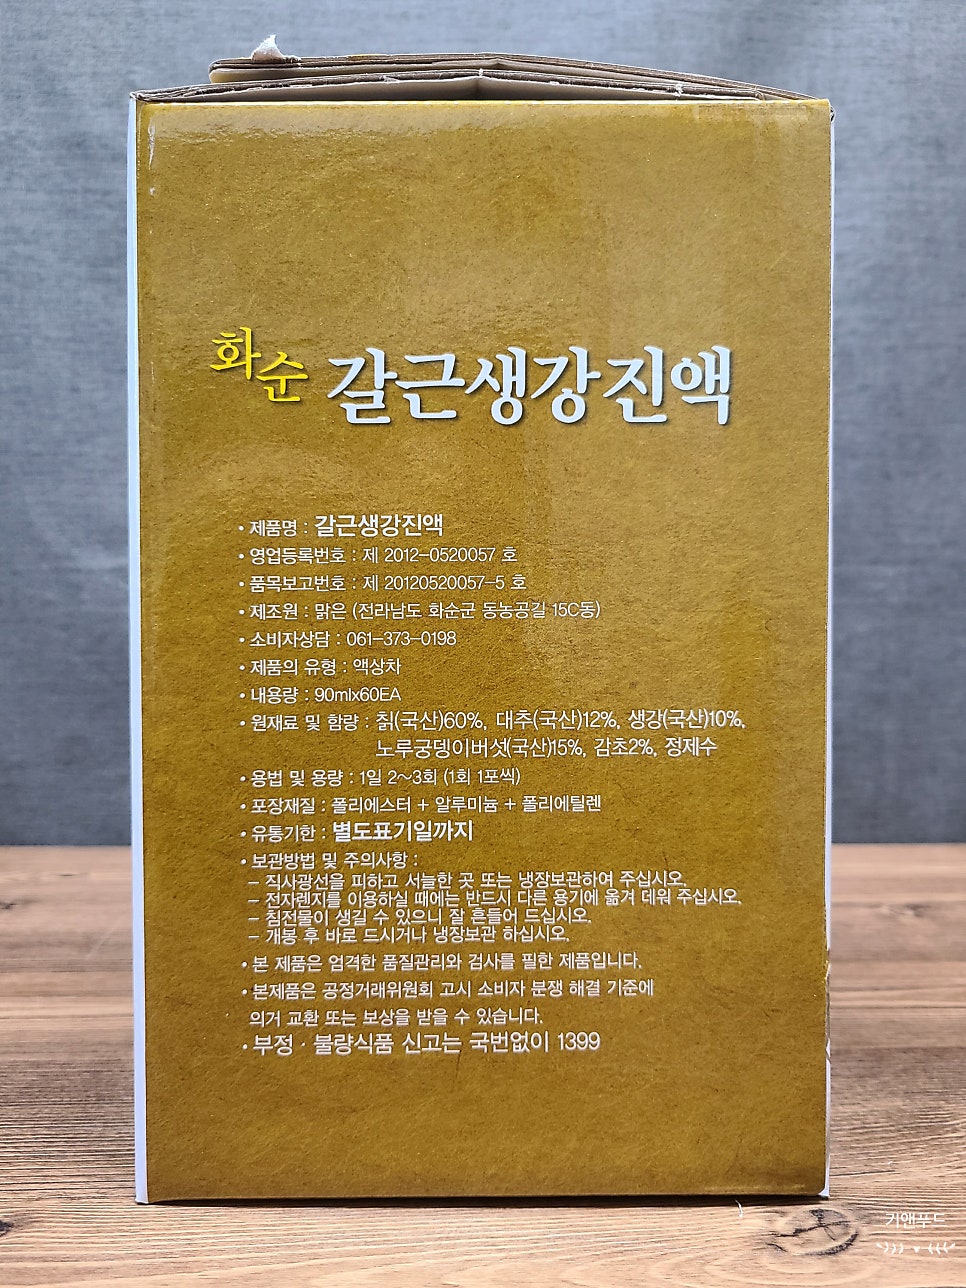 화순 갈근생강진액
• 제품명 : 갈근생강진액
• 영업등록번호 : 제 2012-0520057 호
• 품목보고번호 : 제 20120520057-5 호
• 제조원 : 맑은 (전라남도 화순군 동농공길 15C동)
• 소비자상담 : 061-373-0198
• 제품의 유형 : 액상차
• 내용량 : 90mlx60EA
• 원재료 및 함량 : 칡(국산)60%, 대추(국산)12%, 생강(국산)10%,
노루궁뎅이버섯(국산)15%, 감초2%, 정제수
• 용법 및 용량 : 1일 2~3회 (1회 1포씩)
• 포장재질 : 폴리에스터 + 알루미늄 + 폴리에틸렌
• 유통기한 : 별도표기일까지
• 보관방법 및 주의사항 :
- 직사광선을 피하고 서늘한 곳 또는 냉장보관하여 주십시오.
- 전자렌지를 이용하실 때에는 반드시 다른 용기에 옮겨 데워 주십시오.
- 침전물이 생길 수 있으니 잘 흔들어 드십시오.
- 개봉 후 바로 드시거나 냉장보관 하십시오.
• 본 제품은 엄격한 품질관리와 검사를 필한 제품입니다.
• 본제품은 공정거래위원회 고시 소비자 분쟁 해결 기준에
의거 교환 또는 보상을 받을 수 있습니다.
• 부정 · 불량식품 신고는 국번없이 1399
키앤푸드